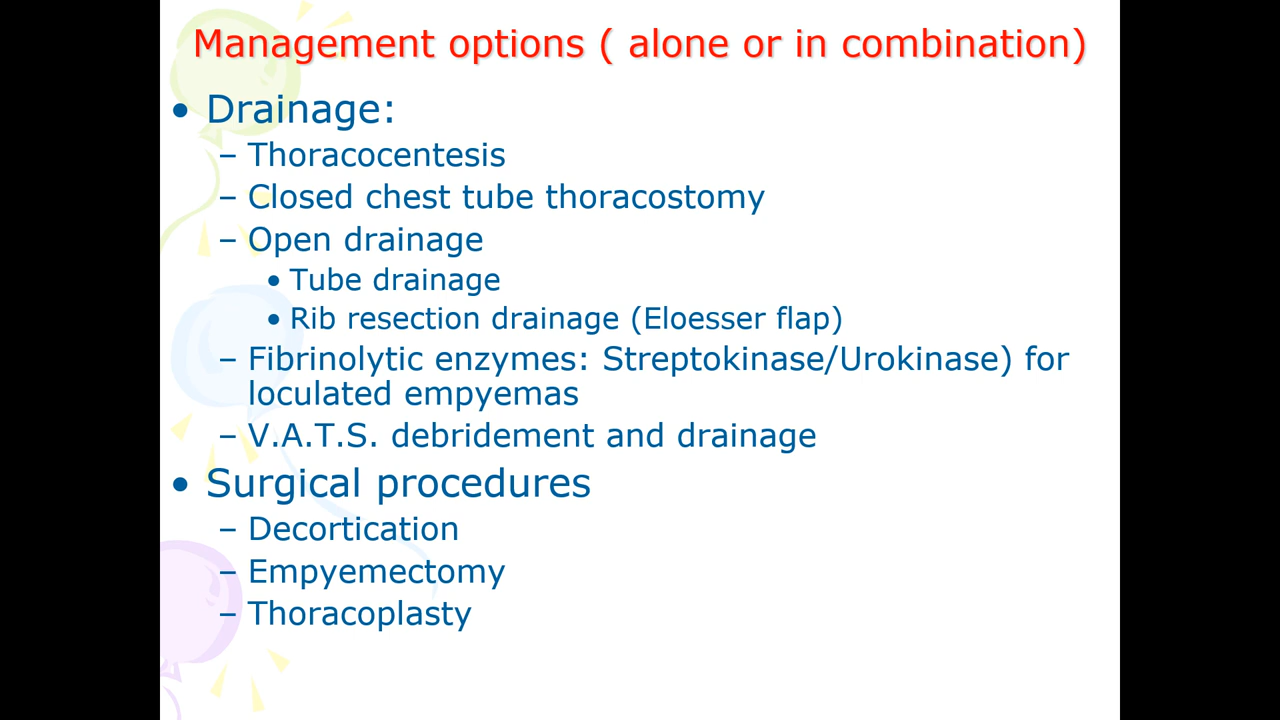 Management options ( alone or in combination)
• Drainage:
– Thoracocentesis
– Closed chest tube thoracostomy
– Open drainage
• Tube drainage
• Rib resection drainage (Eloesser flap)
– Fibrinolytic enzymes: Streptokinase/Urokinase) for
loculated empyemas
– V.A.T.S. debridement and drainage
• Surgical procedures
– Decortication
– Empyemectomy
– Thoracoplasty